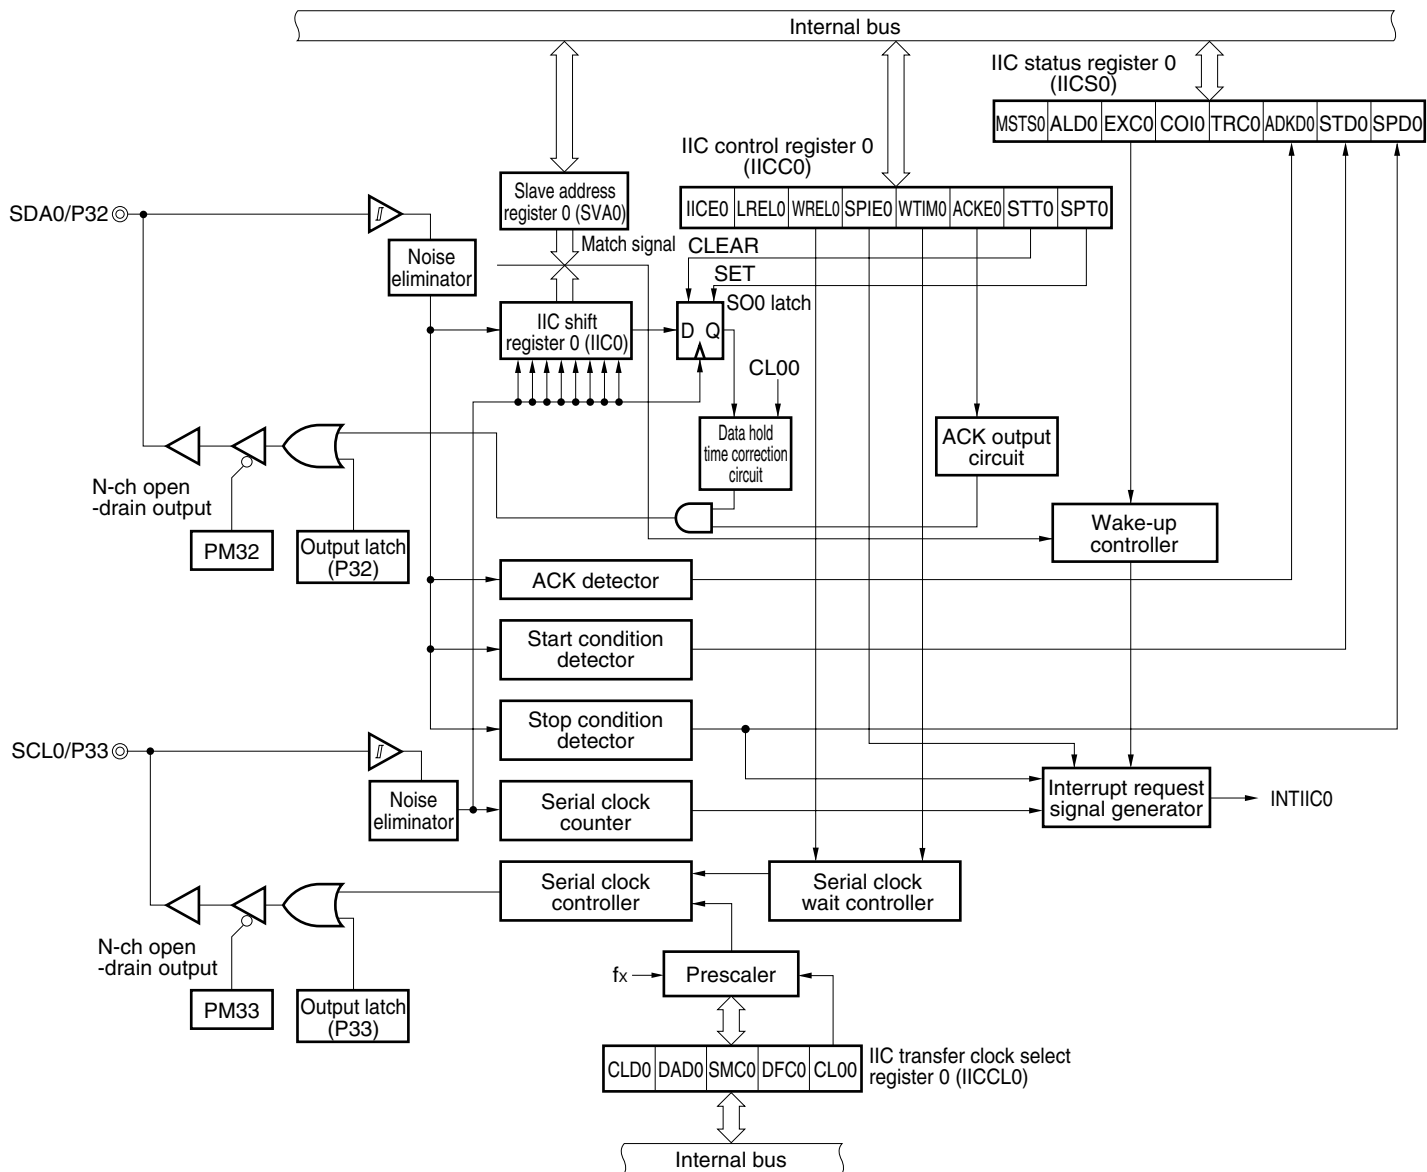 Internal bus
IIC status register 0
(IICS0)
MSTS0 ALD0 EXC0 COI0 TRC0 ADKD0 STD0 SPD0
IIC control register 0
(IICC0)
IICE0 LREL0 WREL0 SPIE0 WTIM0 ACKE0 STT0 SPT0
SDA0/P32
Slave address
register 0 (SVA0)
Match signal
CLEAR
SET
SO0 latch
Noise
eliminator
IIC shift
register 0 (IIC0)
D Q
CL00
Data hold
time correction
circuit
ACK output
circuit
N-ch open
-drain output
PM32
Output latch
(P32)
Wake-up
controller
ACK detector
Start condition
detector
Stop condition
detector
SCL0/P33
Noise
eliminator
Serial clock
counter
Interrupt request
signal generator
INTIIC0
Serial clock
controller
Serial clock
wait controller
N-ch open
-drain output
PM33
Output latch
(P33)
fX
Prescaler
CLD0 DAD0 SMC0 DFC0 CL00
IIC transfer clock select
register 0 (IICCL0)
Internal bus